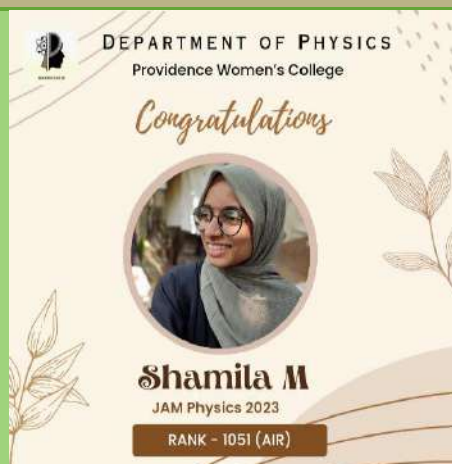 DEPARTMENT OF PHYSICS
Providence Women's College
Congratulations
Shamila M
JAM Physics 2023
RANK - 1051 (AIR)